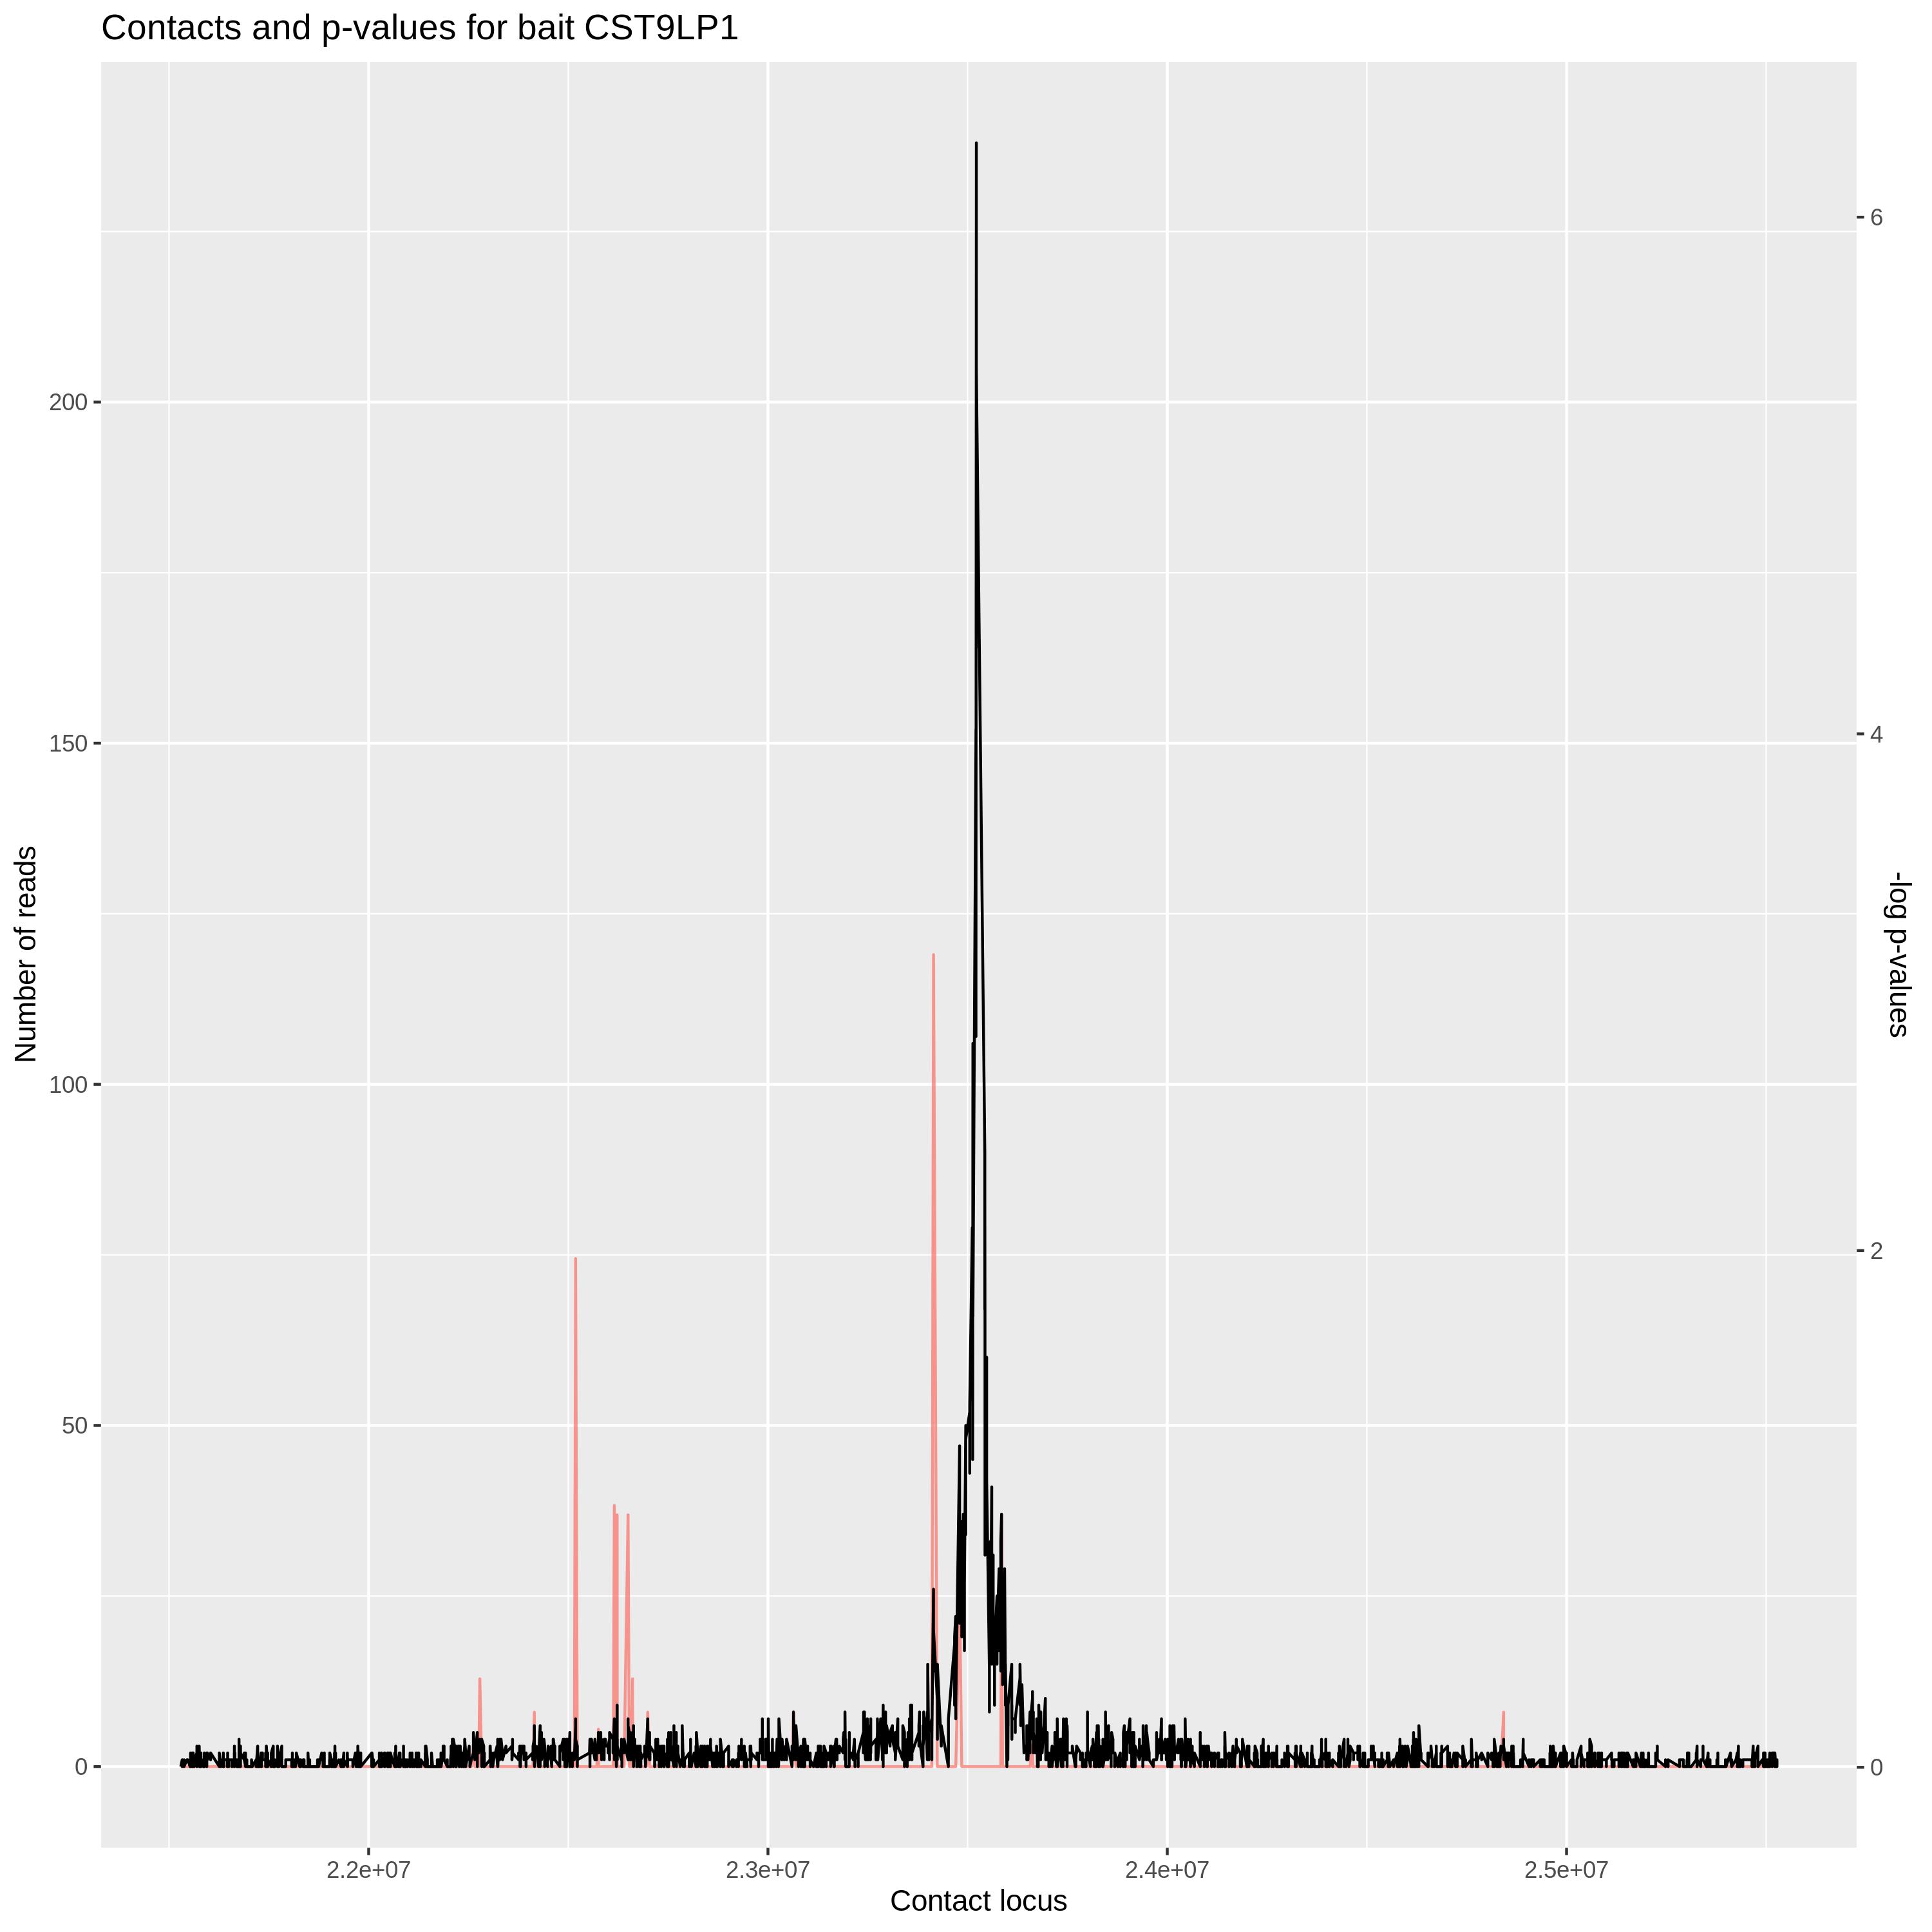 Contacts and p-values for bait CST9LP1
Number of reads
200
150
100
50
0
6
4
2
0
-log p-values
2.2e+07
2.3e+07
2.4e+07
2.5e+07
Contact locus